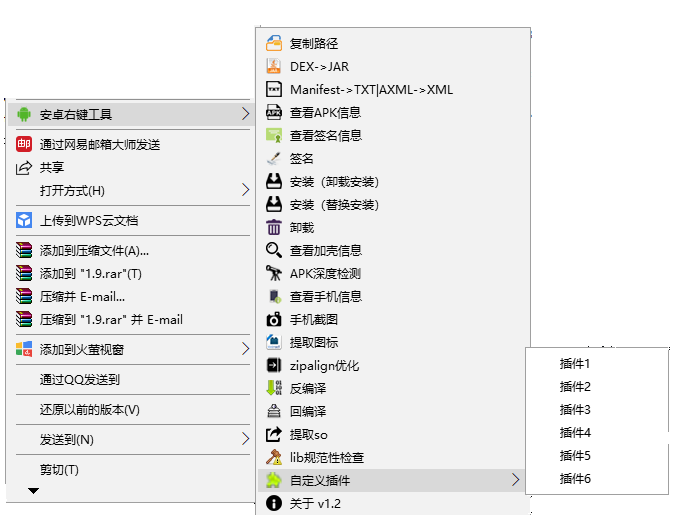 安卓右键工具
通过网易邮箱大师发送
共享
打开方式(H)
上传到WPS云文档
添加到压缩文件(A)...
添加到 "1.9.rar"(T)
压缩并 E-mail...
压缩到 "1.9.rar" 并 E-mail
添加到火萤视窗
通过QQ发送到
还原以前的版本(V)
发送到(N)
剪切(T)
复制路径
DEX->JAR
Manifest->TXT|AXML->XML
查看APK信息
查看签名信息
签名
安装（卸载安装）
安装（替换安装）
卸载
查看加壳信息
APK深度检测
查看手机信息
手机截图
提取图标
zipalign优化
反编译
回编译
提取so
lib规范性检查
自定义插件
关于 v1.2
插件1
插件2
插件3
插件4
插件5
插件6